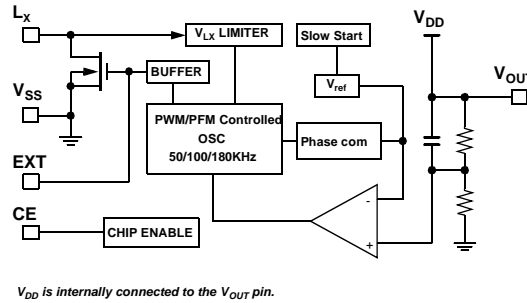 LX
VLX LIMITER
Slow Start
VDD
BUFFER
Vref
VOUT
VSS
PWM/PFM Controlled
OSC
50/100/180KHz
Phase com
EXT
-
+
CE
CHIP ENABLE
VDD is internally connected to the VOUT pin.